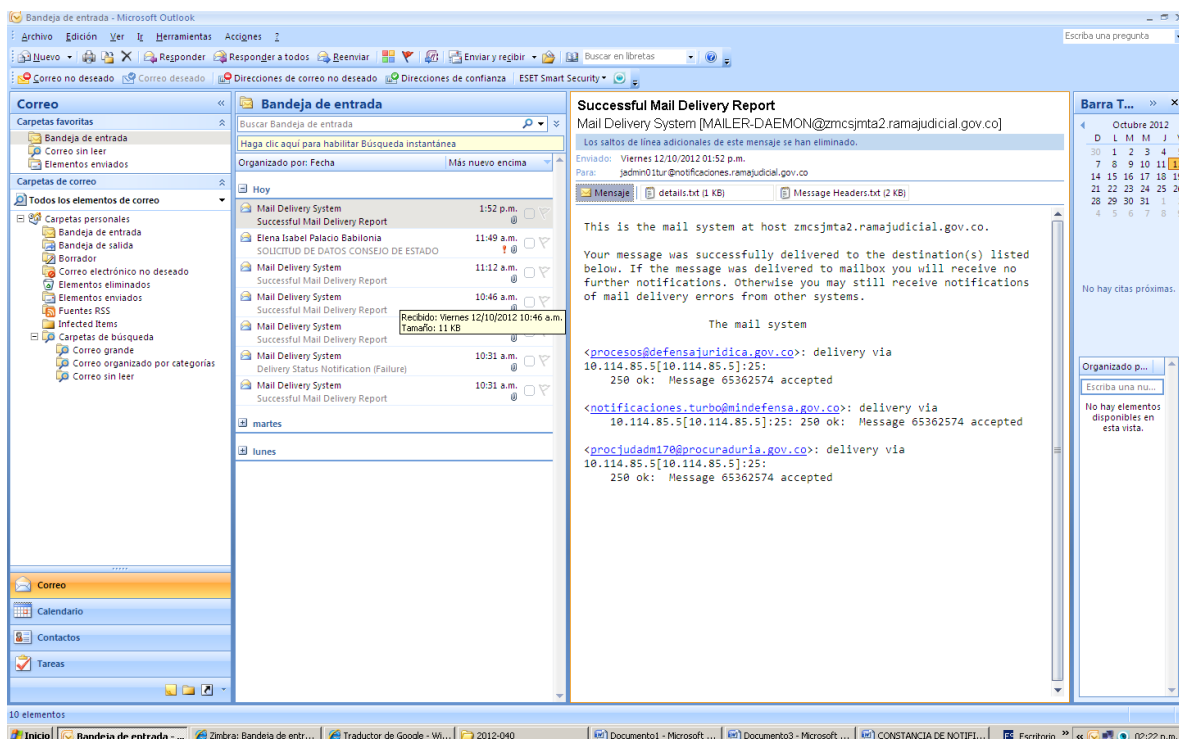 Bandeja de entrada - Microsoft Outlook
Archivo Edición Ver Ir Herramientas Acciones ?
Escriba una pregunta
Nuevo Responder Responder a todos Reenviar Enviar y recibir Buscar en libretas
Correo no deseado Correo deseado Direcciones de correo no deseado Direcciones de confianza ESET Smart Security
Correo
Carpetas favoritas
Bandeja de entrada
Correo sin leer
Elementos enviados
Carpetas de correo
Todos los elementos de correo
Carpetas personales
Bandeja de entrada
Bandeja de salida
Borrador
Correo electrónico no deseado
Elementos eliminados
Elementos enviados
Fuentes RSS
Infected Items
Carpetas de búsqueda
Correo grande
Correo organizado por categorías
Correo sin leer
Correo
Calendario
Contactos
Tareas
Bandeja de entrada
Buscar Bandeja de entrada
Haga clic aquí para habilitar Búsqueda instantánea
Organizado por: Fecha Más nuevo encima
Hoy
Mail Delivery System 1:52 p.m.
Successful Mail Delivery Report
Elena Isabel Palacio Babilonia 11:49 a.m.
SOLICITUD DE DATOS CONSEJO DE ESTADO
Mail Delivery System 11:12 a.m.
Successful Mail Delivery Report
Mail Delivery System 10:46 a.m.
Successful Mail Delivery Report
Recibido: Viernes 12/10/2012 10:46 a.m.
Tamaño: 11 KB
Mail Delivery System
Successful Mail Delivery Report
Mail Delivery System 10:31 a.m.
Delivery Status Notification (Failure)
Mail Delivery System 10:31 a.m.
Successful Mail Delivery Report
martes
lunes
Successful Mail Delivery Report
Mail Delivery System [MAILER-DAEMON@zmcsjmta2.ramajudicial.gov.co]
Los saltos de línea adicionales de este mensaje se han eliminado.
Enviado: Viernes 12/10/2012 01:52 p.m.
Para: jadmin01tur@notificaciones.ramajudicial.gov.co
Mensaje details.txt (1 KB) Message Headers.txt (2 KB)
This is the mail system at host zmcsjmta2.ramajudicial.gov.co.
Your message was successfully delivered to the destination(s) listed
below. If the message was delivered to mailbox you will receive no
further notifications. Otherwise you may still receive notifications
of mail delivery errors from other systems.
The mail system
<procesos@defensajuridica.gov.co>: delivery via
10.114.85.5[10.114.85.5]:25:
250 ok: Message 65362574 accepted
<notificaciones.turbo@mindefensa.gov.co>: delivery via
10.114.85.5[10.114.85.5]:25: 250 ok: Message 65362574 accepted
<procjudadm170@procuraduria.gov.co>: delivery via
10.114.85.5[10.114.85.5]:25:
250 ok: Message 65362574 accepted
Barra T... »
Octubre 2012
D L M M J
30 1 2 3 4
7 8 9 10 11
14 15 16 17 18
21 22 23 24 25
28 29 30 31 1
4 5 6 7 8
No hay citas próximas.
Organizado p...
Escriba una nu...
No hay elementos
disponibles en
esta vista.
10 elementos
Inicio Bandeja de entrada - ... Zimbra: Bandeja de entr... Traductor de Google - Wi... 2012-040 Documento1 - Microsoft ... Documento3 - Microsoft ... CONSTANCIA DE NOTIFI... ES Escritorio » 02:22 p.m.